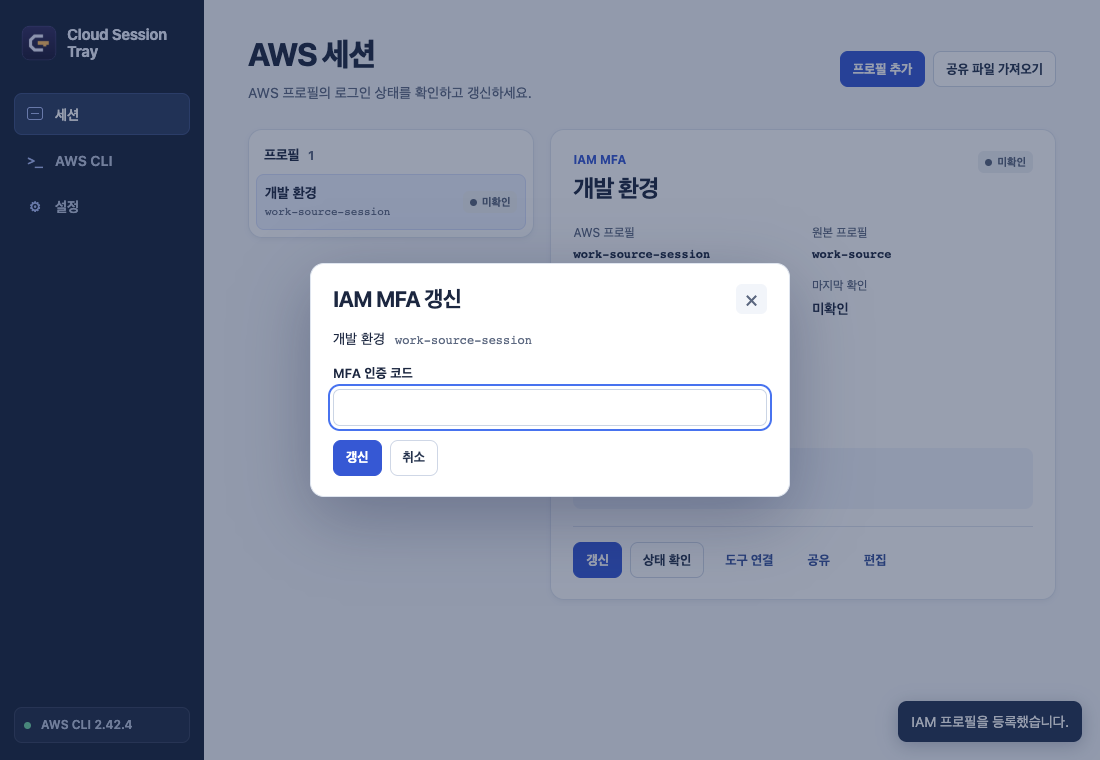 Cloud Session
Tray
세션
>_ AWS CLI
설정
AWS CLI 2.42.4
AWS 세션
AWS 프로필의 로그인 상태를 확인하고 갱신하세요.
프로필 추가
공유 파일 가져오기
프로필 1
개발 환경
work-source-session
미확인
IAM MFA
개발 환경
미확인
AWS 프로필
work-source-session
원본 프로필
work-source
마지막 확인
미확인
IAM MFA 갱신
×
개발 환경 work-source-session
MFA 인증 코드
갱신
취소
갱신
상태 확인
도구 연결
공유
편집
IAM 프로필을 등록했습니다.